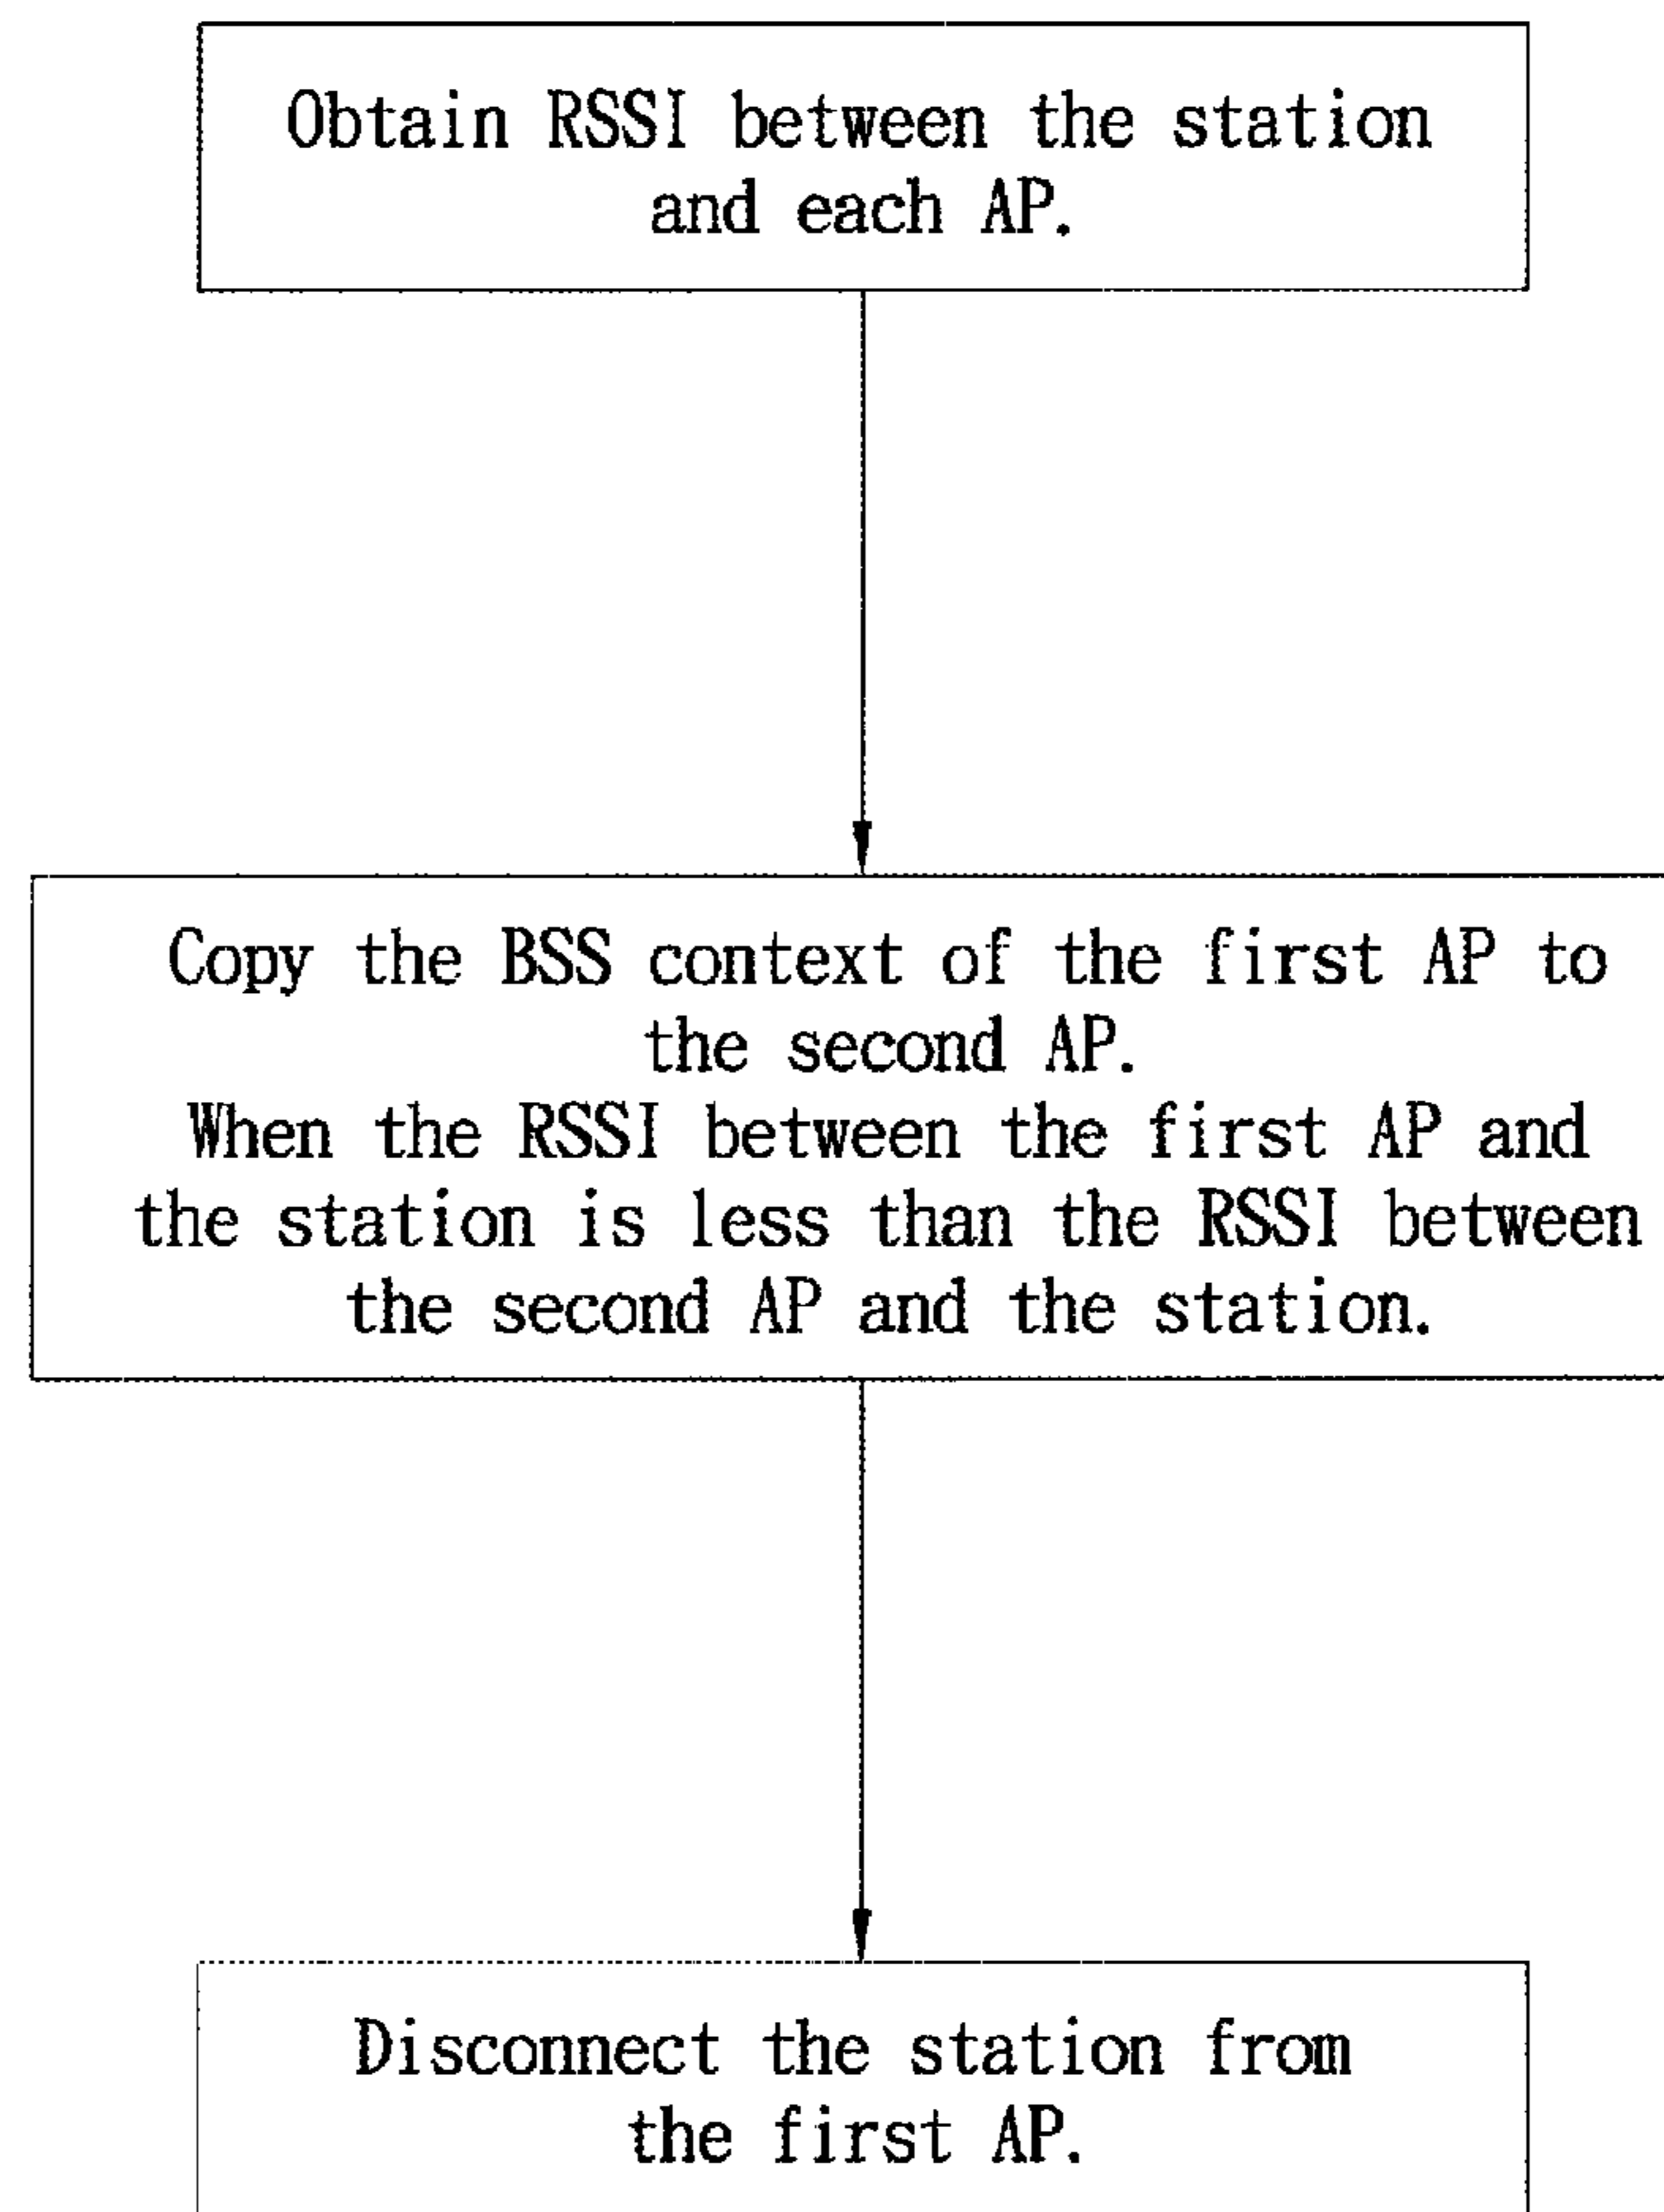 Obtain RSSI between the station
and each AP.
Copy the BSS context of the first AP to
the second AP.
When the RSSI between the first AP and
the station is less than the RSSI between
the second AP and the station.
Disconnect the station from
the first AP.